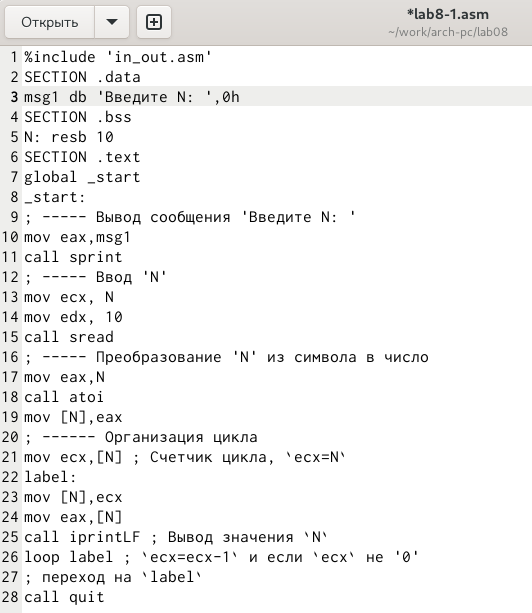 Открыть
*lab8-1.asm
~/work/arch-pc/lab08
1 %include 'in_out.asm'
2 SECTION .data
3 msg1 db 'Введите N: ',0h
4 SECTION .bss
5 N: resb 10
6 SECTION .text
7 global _start
8 _start:
9 ; ----- Вывод сообщения 'Введите N: '
10 mov eax,msg1
11 call sprint
12 ; ----- Ввод 'N'
13 mov ecx, N
14 mov edx, 10
15 call sread
16 ; ----- Преобразование 'N' из символа в число
17 mov eax,N
18 call atoi
19 mov [N],eax
20 ; ------ Организация цикла
21 mov ecx,[N] ; Счетчик цикла, `ecx=N`
22 label:
23 mov [N],ecx
24 mov eax,[N]
25 call iprintLF ; Вывод значения `N`
26 loop label ; `ecx=ecx-1` и если `ecx` не '0'
27 ; переход на `label`
28 call quit